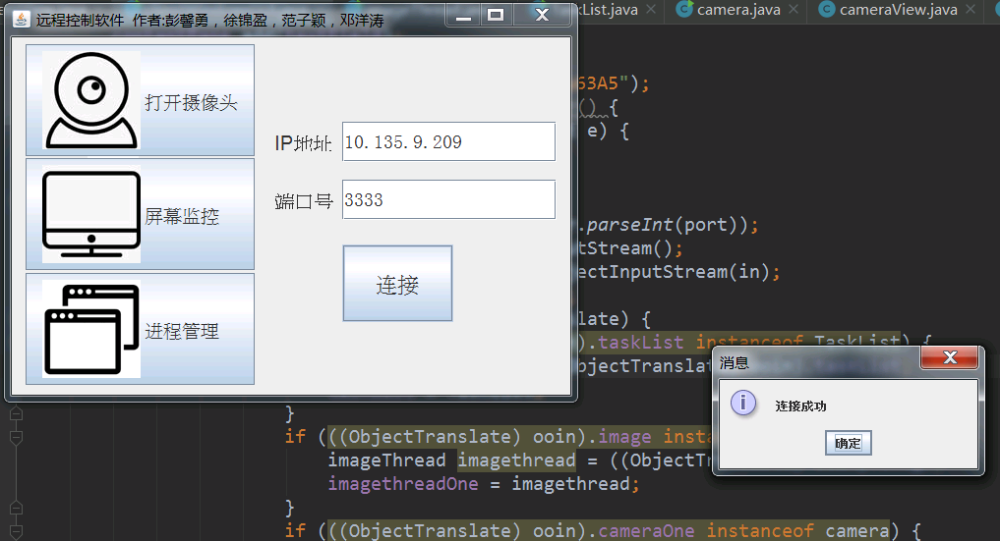 远程控制软件 作者:彭馨勇，徐锦盈，范子颖，邓洋涛
kList.java
camera.java
cameraView.java
打开摄像头
屏幕监控
进程管理
IP地址 10.135.9.209
端口号 3333
连接
63A5");
() {
e) {
.parseInt(port));
tStream();
ectInputStream(in);
late) {
).taskList instanceof TaskList) {
bjectTranslat
}
if (((ObjectTranslate) ooin).image insta
imageThread imagethread = ((ObjectTr
imagethreadOne = imagethread;
}
if (((ObjectTranslate) ooin).cameraOne instanceof camera) {
消息
连接成功
确定